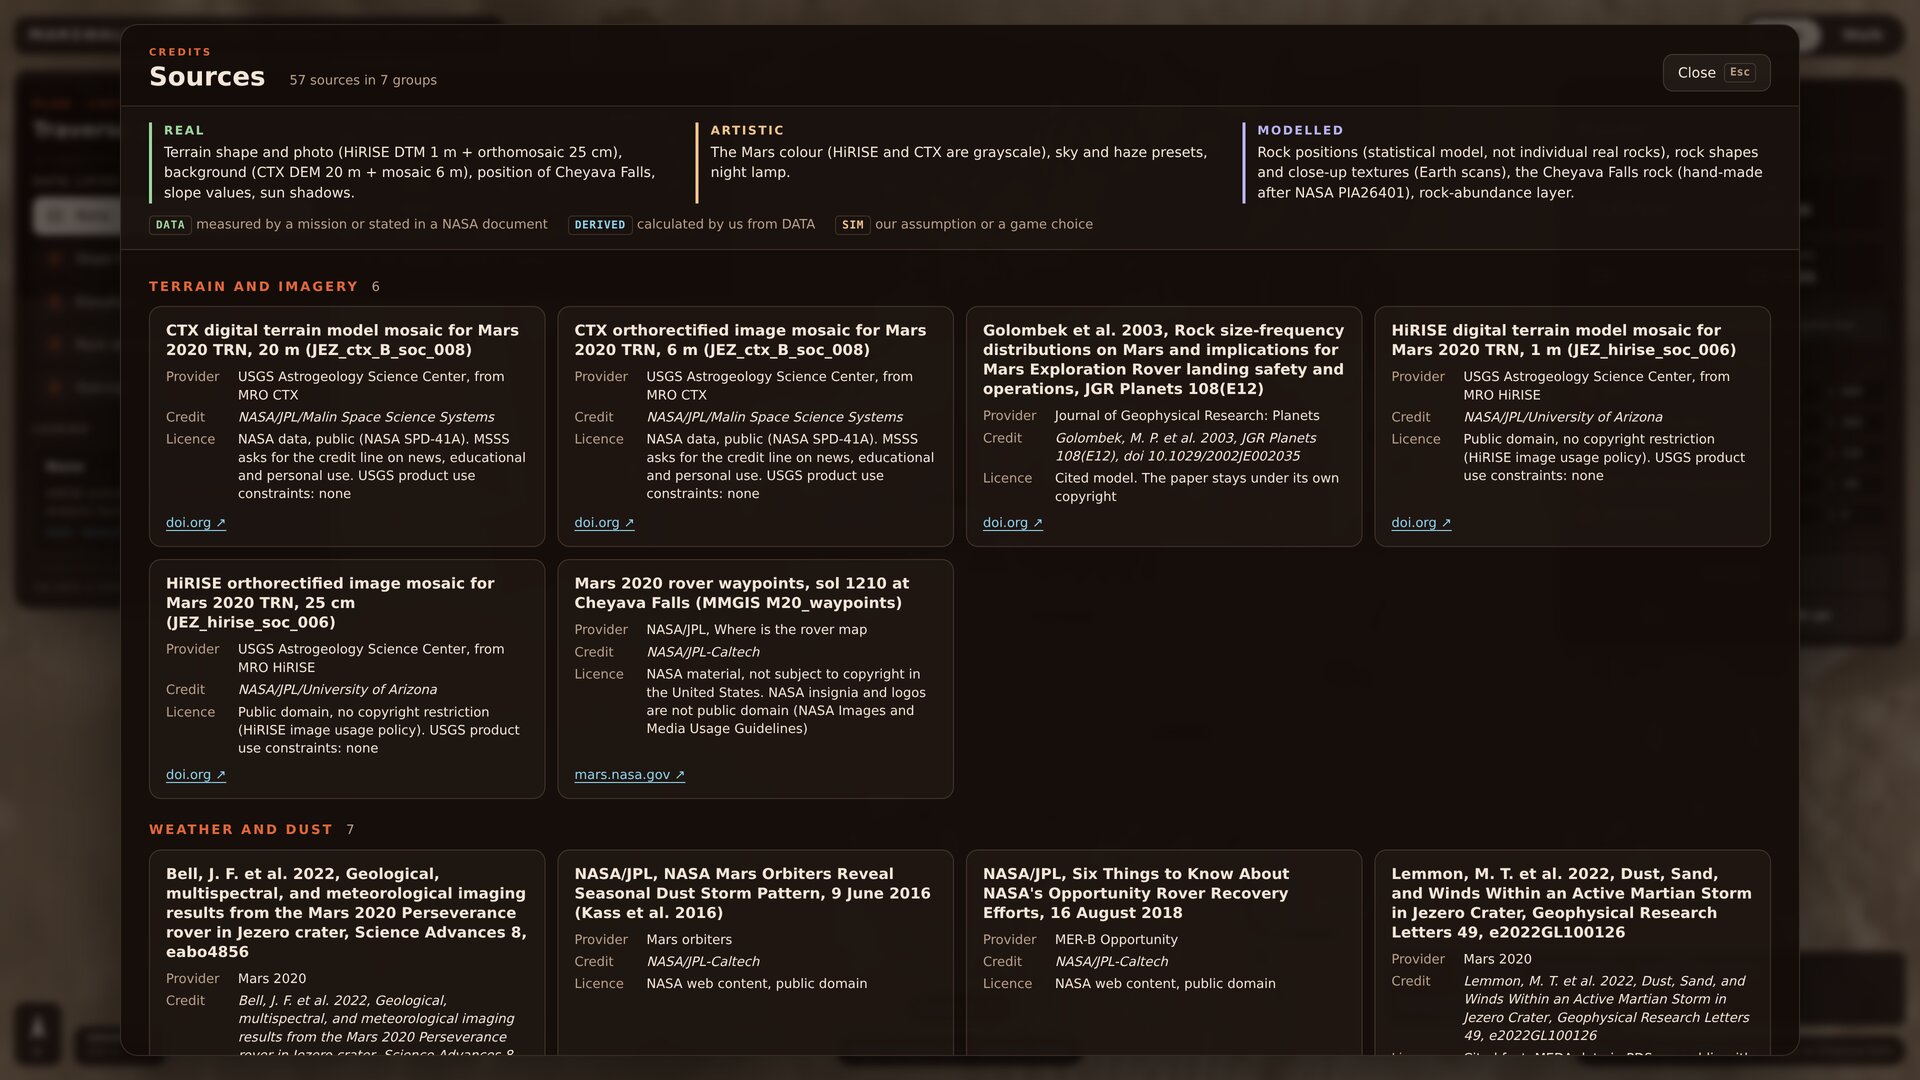 CREDITS
Sources 57 sources in 7 groups
Close Esc
REAL
Terrain shape and photo (HiRISE DTM 1 m + orthomosaic 25 cm),
background (CTX DEM 20 m + mosaic 6 m), position of Cheyava Falls,
slope values, sun shadows.
ARTISTIC
The Mars colour (HiRISE and CTX are grayscale), sky and haze presets,
night lamp.
MODELLED
Rock positions (statistical model, not individual real rocks), rock shapes
and close-up textures (Earth scans), the Cheyava Falls rock (hand-made
after NASA PIA26401), rock-abundance layer.
DATA measured by a mission or stated in a NASA document DERIVED calculated by us from DATA SIM our assumption or a game choice
TERRAIN AND IMAGERY 6
CTX digital terrain model mosaic for Mars
2020 TRN, 20 m (JEZ_ctx_B_soc_008)
Provider USGS Astrogeology Science Center, from
MRO CTX
Credit NASA/JPL/Malin Space Science Systems
Licence NASA data, public (NASA SPD-41A). MSSS
asks for the credit line on news, educational
and personal use. USGS product use
constraints: none
doi.org ↗
CTX orthorectified image mosaic for Mars
2020 TRN, 6 m (JEZ_ctx_B_soc_008)
Provider USGS Astrogeology Science Center, from
MRO CTX
Credit NASA/JPL/Malin Space Science Systems
Licence NASA data, public (NASA SPD-41A). MSSS
asks for the credit line on news, educational
and personal use. USGS product use
constraints: none
doi.org ↗
Golombek et al. 2003, Rock size-frequency
distributions on Mars and implications for
Mars Exploration Rover landing safety and
operations, JGR Planets 108(E12)
Provider Journal of Geophysical Research: Planets
Credit Golombek, M. P. et al. 2003, JGR Planets
108(E12), doi 10.1029/2002JE002035
Licence Cited model. The paper stays under its own
copyright
doi.org ↗
HiRISE digital terrain model mosaic for
Mars 2020 TRN, 1 m (JEZ_hirise_soc_006)
Provider USGS Astrogeology Science Center, from
MRO HiRISE
Credit NASA/JPL/University of Arizona
Licence Public domain, no copyright restriction
(HiRISE image usage policy). USGS product
use constraints: none
doi.org ↗
HiRISE orthorectified image mosaic for
Mars 2020 TRN, 25 cm
(JEZ_hirise_soc_006)
Provider USGS Astrogeology Science Center, from
MRO HiRISE
Credit NASA/JPL/University of Arizona
Licence Public domain, no copyright restriction
(HiRISE image usage policy). USGS product
use constraints: none
doi.org ↗
Mars 2020 rover waypoints, sol 1210 at
Cheyava Falls (MMGIS M20_waypoints)
Provider NASA/JPL, Where is the rover map
Credit NASA/JPL-Caltech
Licence NASA material, not subject to copyright in
the United States. NASA insignia and logos
are not public domain (NASA Images and
Media Usage Guidelines)
mars.nasa.gov ↗
WEATHER AND DUST 7
Bell, J. F. et al. 2022, Geological,
multispectral, and meteorological imaging
results from the Mars 2020 Perseverance
rover in Jezero crater, Science Advances 8,
eabo4856
Provider Mars 2020
Credit Bell, J. F. et al. 2022, Geological,
multispectral, and meteorological imaging
results from the Mars 2020 Perseverance
rover in Jezero crater, Science Advances 8,
NASA/JPL, NASA Mars Orbiters Reveal
Seasonal Dust Storm Pattern, 9 June 2016
(Kass et al. 2016)
Provider Mars orbiters
Credit NASA/JPL-Caltech
Licence NASA web content, public domain
NASA/JPL, Six Things to Know About
NASA's Opportunity Rover Recovery
Efforts, 16 August 2018
Provider MER-B Opportunity
Credit NASA/JPL-Caltech
Licence NASA web content, public domain
Lemmon, M. T. et al. 2022, Dust, Sand,
and Winds Within an Active Martian Storm
in Jezero Crater, Geophysical Research
Letters 49, e2022GL100126
Provider Mars 2020
Credit Lemmon, M. T. et al. 2022, Dust, Sand, and
Winds Within an Active Martian Storm in
Jezero Crater, Geophysical Research Letters
49, e2022GL100126